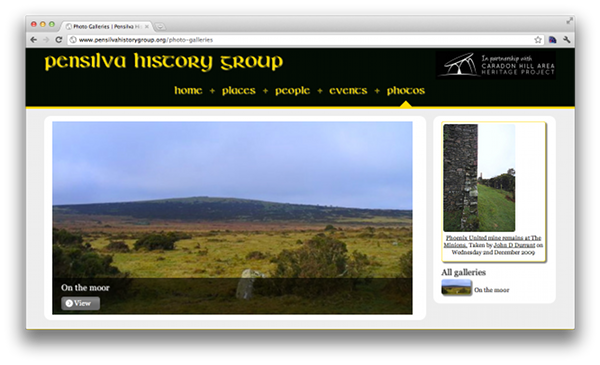 Photo Galleries | Pensilva Hi
www.pensilvahistorygroup.org/photo-galleries
pensilva history group
In partnership with
CARADON HILL AREA
HERITAGE PROJECT
home + places + people + events + photos
On the moor
View
Phoenix United mine remains at The
Minions. Taken by John D Durrant on
Wednesday 2nd December 2009
All galleries
On the moor